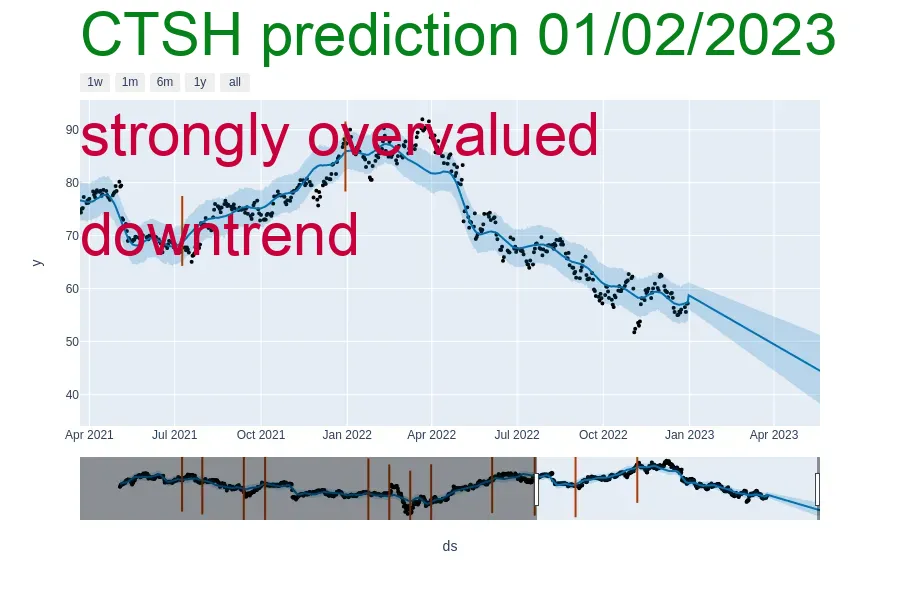 CTSH prediction 01/02/2023
1w 1m 6m 1y all
strongly overvalued
downtrend
90
80
70
60
50
40
y
Apr 2021 Jul 2021 Oct 2021 Jan 2022 Apr 2022 Jul 2022 Oct 2022 Jan 2023 Apr 2023
ds